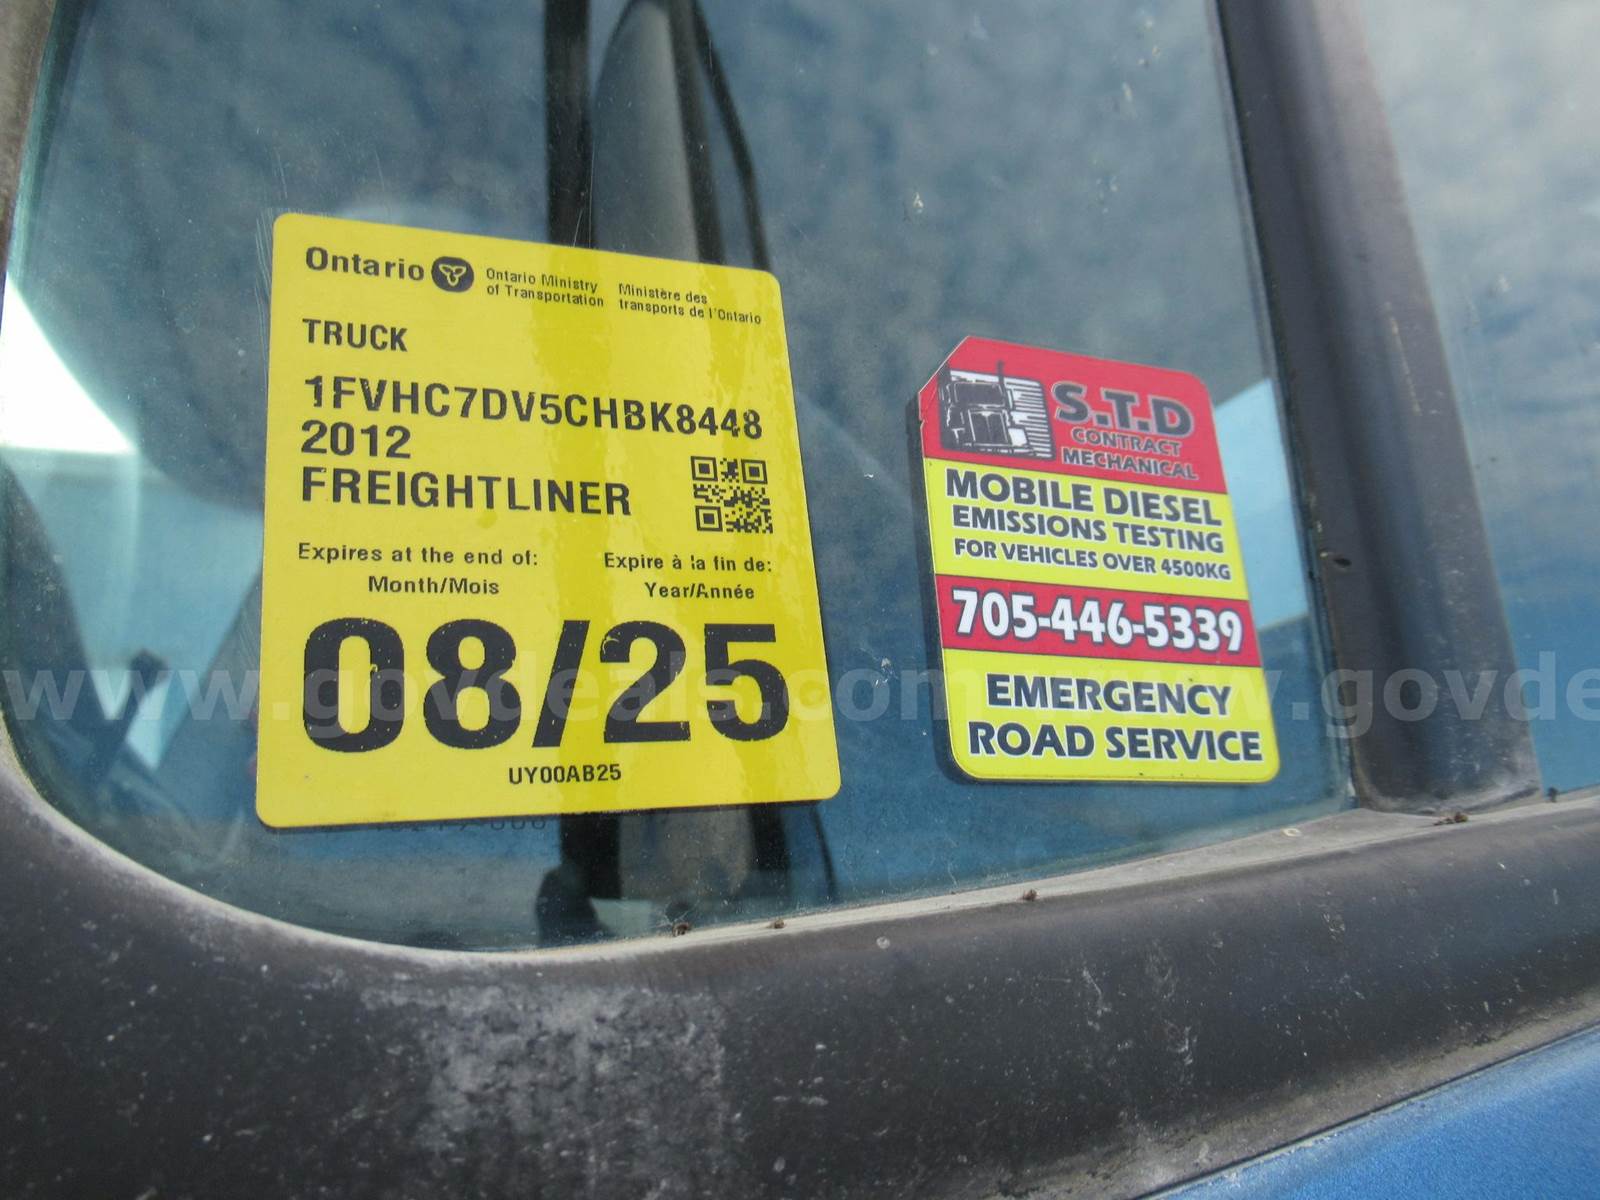 Ontario
Ontario Ministry
of Transportation
Ministère des
transports de l'Ontario
TRUCK
1FVHC7DV5CHBK8448
2012
FREIGHTLINER
Expires at the end of:
Month/Mois
Expire à la fin de:
Year/Année
08/25
UY00AB25
S.T.D
CONTRACT
MECHANICAL
MOBILE DIESEL
EMISSIONS TESTING
FOR VEHICLES OVER 4500KG
705-446-5339
EMERGENCY
ROAD SERVICE
www.govdeals.com
www.govde